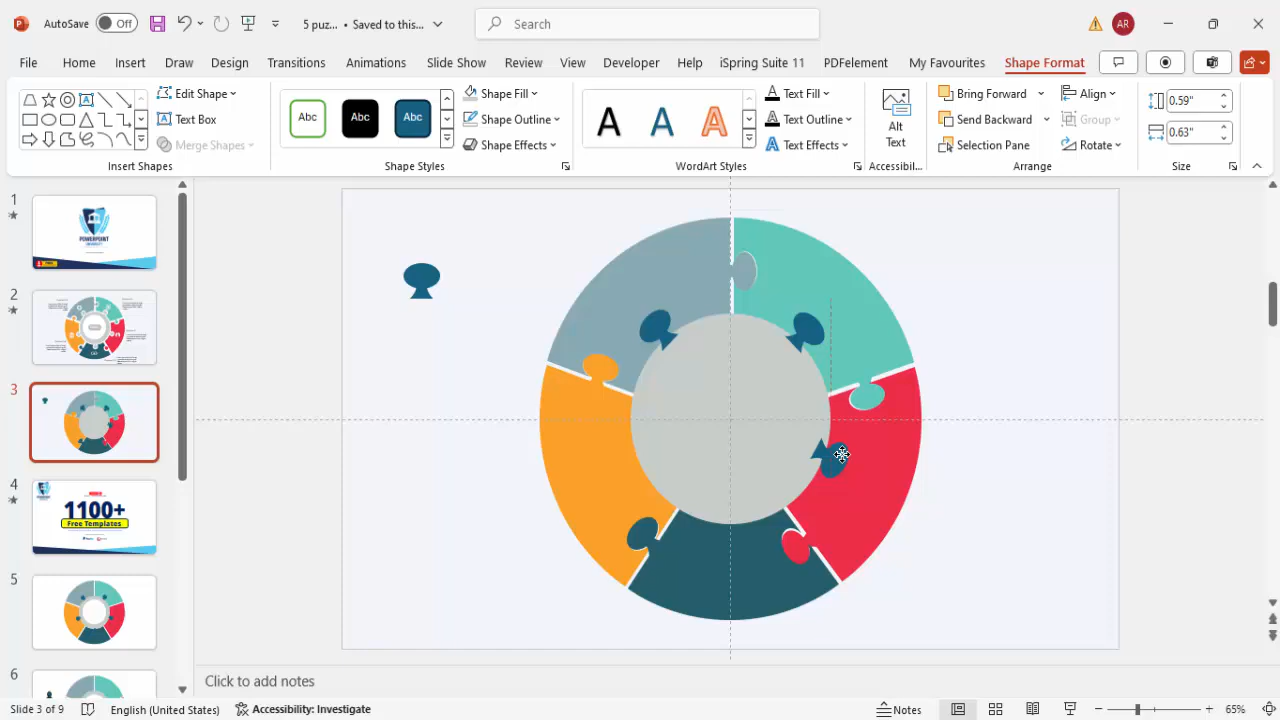 AutoSave Off 5 puz... • Saved to this... Search AR
File Home Insert Draw Design Transitions Animations Slide Show Review View Developer Help iSpring Suite 11 PDFelement My Favourites Shape Format
Edit Shape
Text Box
Merge Shapes
Insert Shapes
Abc Abc Abc
Shape Fill
Shape Outline
Shape Effects
Shape Styles
A A A
Text Fill
Text Outline
Text Effects
WordArt Styles
Alt
Text
Accessibil...
Bring Forward
Send Backward
Selection Pane
Align
Group
Rotate
Arrange
0.59"
0.63"
Size
1
POWERPOINT
2
3
4
1100+
Free Templates
5
6
Click to add notes
Slide 3 of 9 English (United States) Accessibility: Investigate Notes 65%